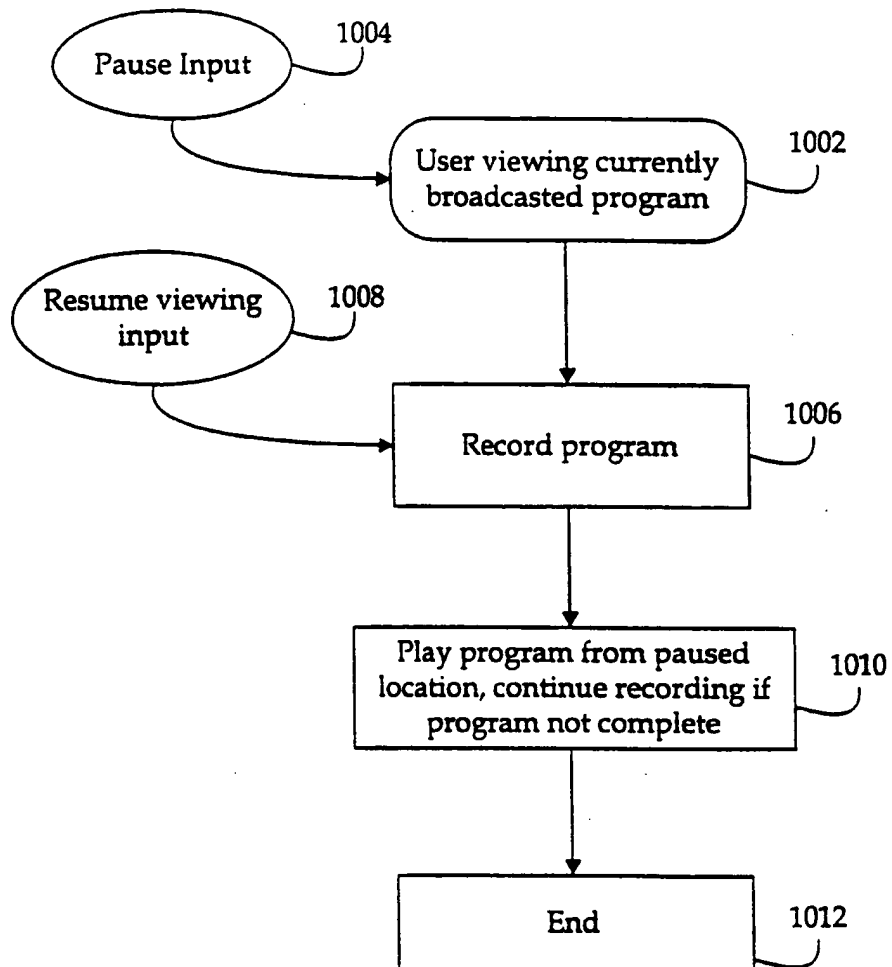 1004
Pause Input
1002
User viewing currently
broadcasted program
Resume viewing
input
1008
1006
Record program
Play program from paused
location, continue recording if
program not complete
1010
End
1012